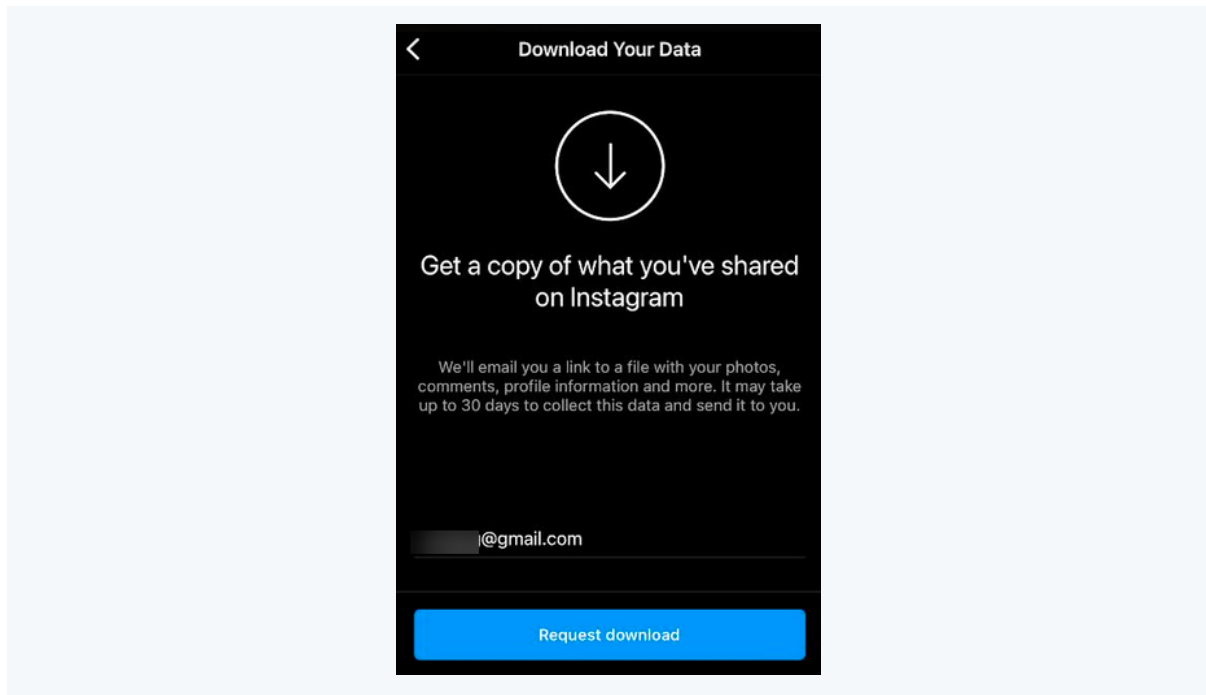 Download Your Data
Get a copy of what you've shared
on Instagram
We'll email you a link to a file with your photos,
comments, profile information and more. It may take
up to 30 days to collect this data and send it to you.
@gmail.com
Request download